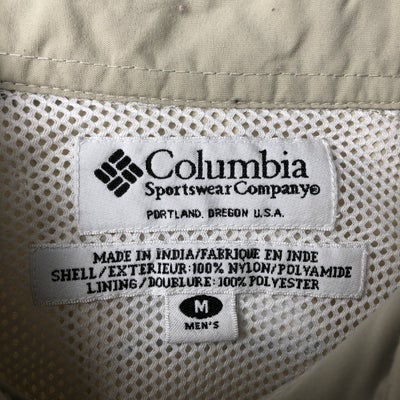 Columbia
Sportswear Company®
PORTLAND, OREGON U.S.A.
MADE IN INDIA/FABRIQUE EN INDE
SHELL/EXTERIEUR:100% NYLON/POLYAMIDE
LINING/DOUBLURE:100% POLYESTER
M
MEN'S